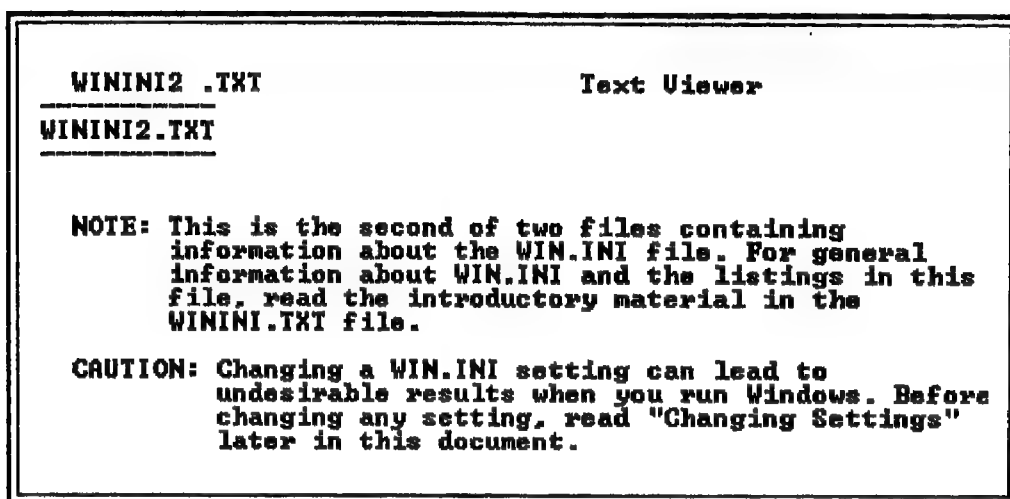 WININI2 .TXT Text Viewer
WININI2.TXT
NOTE: This is the second of two files containing
information about the WIN.INI file. For general
information about WIN.INI and the listings in this
file, read the introductory material in the
WININI.TXT file.
CAUTION: Changing a WIN.INI setting can lead to
undesirable results when you run Windows. Before
changing any setting, read "Changing Settings"
later in this document.